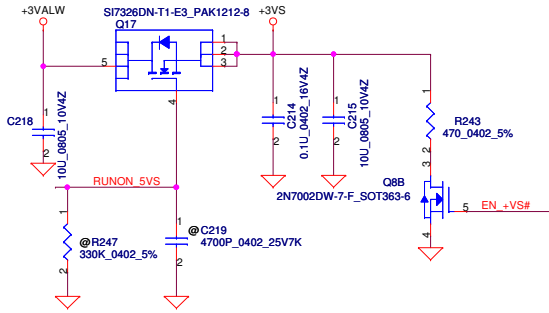 SI7326DN-T1-E3_PAK1212-8
+3VALW
Q17
+3VS
1
2
3
5
4
1
C218
2
10U_0805_10V4Z
1
C214
2
0.1U_0402_16V4Z
1
C215
2
10U_0805_10V4Z
1
R243
470_0402_5%
2
3
Q8B
2N7002DW-7-F_SOT363-6
5
EN_+VS#
4
RUNON_5VS
1
@R247
330K_0402_5%
2
1
@C219
4700P_0402_25V7K
2